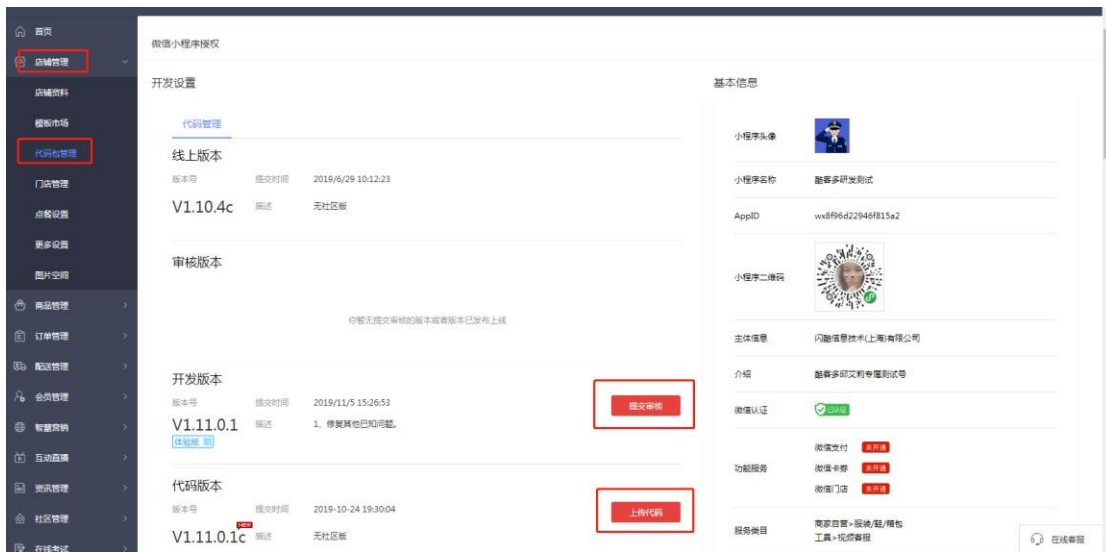 首页
店铺管理
店铺资料
模板市场
代码包管理
门店管理
点餐设置
更多设置
图片空间
商品管理
订单管理
配送管理
会员管理
智慧营销
互动直播
资讯管理
社区管理
在线考试
微信小程序授权
开发设置
代码管理
线上版本
版本号 提交时间 2019/6/29 10:12:23
V1.10.4c 描述 无社区版
审核版本
你暂无提交审核的版本或者版本已发布上线
开发版本
版本号 提交时间 2019/11/5 15:26:53
提交审核
V1.11.0.1 描述 1、修复其他已知问题。
体验版
代码版本
版本号 提交时间 2019-10-24 19:30:04
上传代码
V1.11.0.1c NEW 描述 无社区版
基本信息
小程序头像
小程序名称 酷客多研发测试
AppID wx8f96d22946f815a2
小程序二维码
主体信息 闪酷信息技术(上海)有限公司
介绍 酷客多邱艾莉专属测试号
微信认证 已认证
功能服务
微信支付 未开通
微信卡券 未开通
微信门店 未开通
服务类目
商家自营>服装/鞋/箱包
工具>视频客服
在线客服